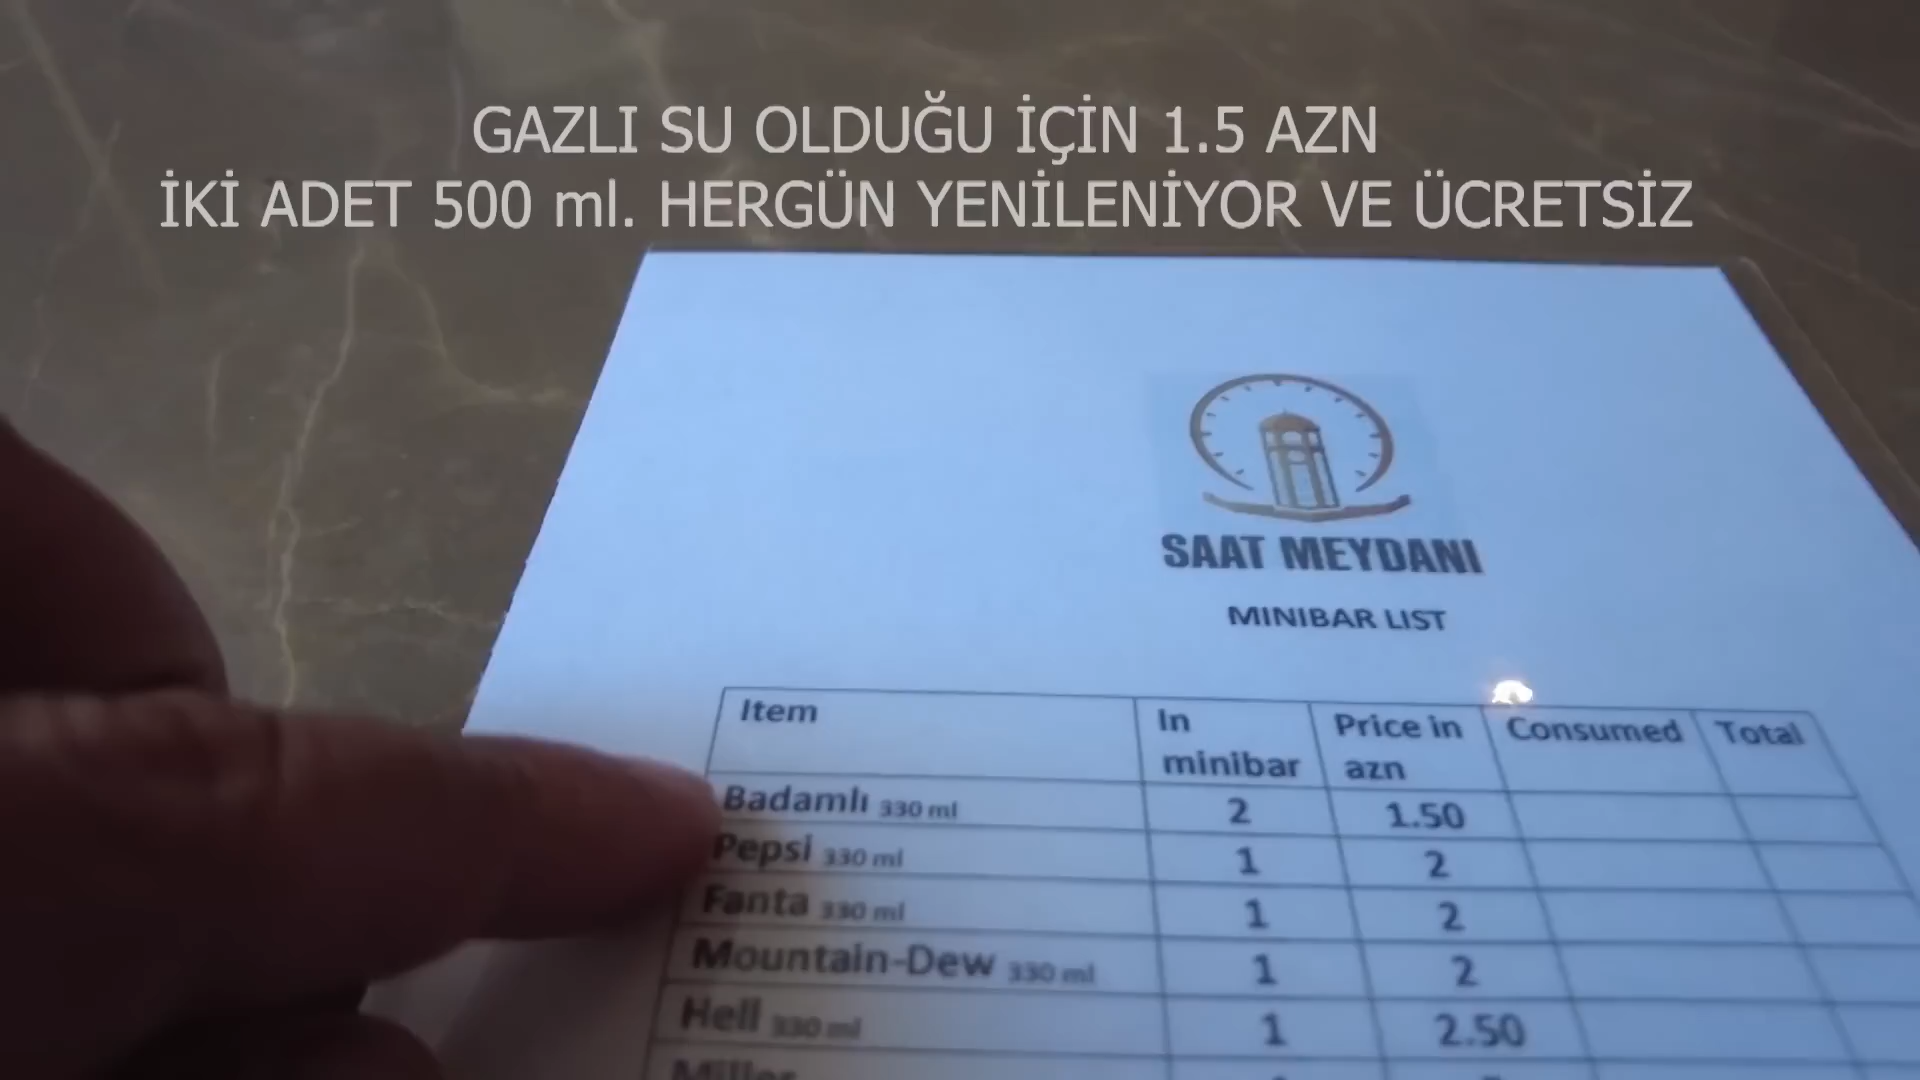 GAZLI SU OLDUĞU İÇİN 1.5 AZN
İKİ ADET 500 ml. HERGÜN YENİLENİYOR VE ÜCRETSİZ
SAAT MEYDANI
MINIBAR LIST
Item In minibar Price in azn Consumed Total
Badamlı 330 ml 2 1.50
Pepsi 330 ml 1 2
Fanta 330 ml 1 2
Mountain-Dew 330 ml 1 2
Hell 330 ml 1 2.50
Miller